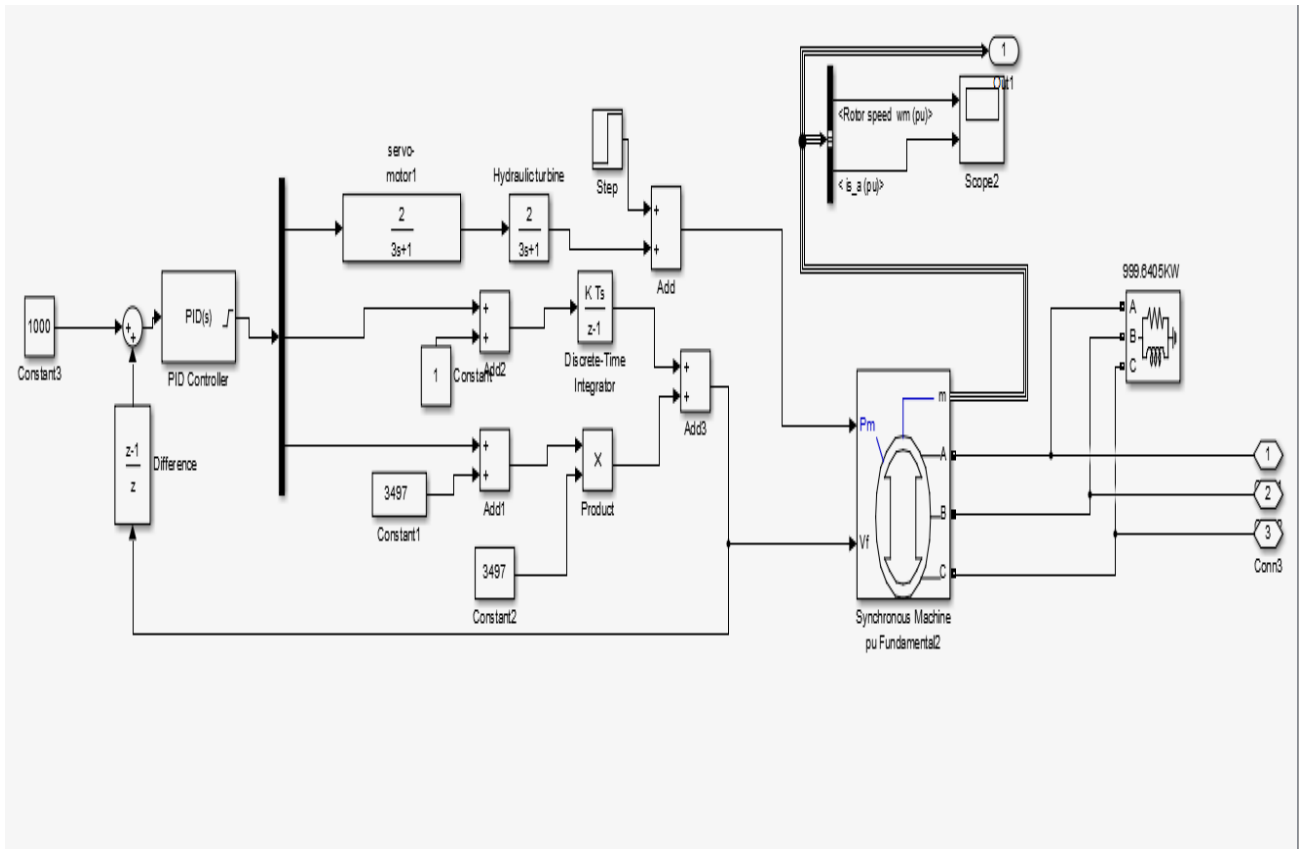 1
Out1
<Rotor speed wm (pu)>
< is_a (pu)>
Scope2
servo-
motor1
2
3s+1
Hydraulic turbine
2
3s+1
Step
+
+
Add
999.6405KW
A
B
C
1000
Constant3
+
+
PID(s)
PID Controller
+
+
Add2
1
Constant
K Ts
z-1
Discrete-Time
Integrator
+
+
Add3
z-1
z
Difference
+
+
Add1
3497
Constant1
×
Product
3497
Constant2
Pm
m
A
B
Vf
C
Synchronous Machine
pu Fundamental2
1
2
3
Conn3